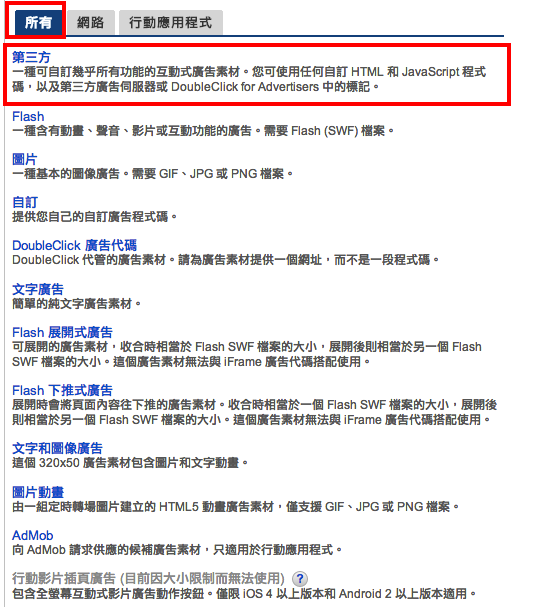 所有 網路 行動應用程式
第三方
一種可自訂幾乎所有功能的互動式廣告素材。您可使用任何自訂 HTML 和 JavaScript 程式
碼，以及第三方廣告伺服器或 DoubleClick for Advertisers 中的標記。
Flash
一種含有動畫、聲音、影片或互動功能的廣告。需要 Flash (SWF) 檔案。
圖片
一種基本的圖像廣告。需要 GIF、JPG 或 PNG 檔案。
自訂
提供您自己的自訂廣告程式碼。
DoubleClick 廣告代碼
DoubleClick 代管的廣告素材。請為廣告素材提供一個網址，而不是一段程式碼。
文字廣告
簡單的純文字廣告素材。
Flash 展開式廣告
可展開的廣告素材，收合時相當於 Flash SWF 檔案的大小，展開後則相當於另一個 Flash
SWF 檔案的大小。這個廣告素材無法與 iFrame 廣告代碼搭配使用。
Flash 下推式廣告
展開時會將頁面內容往下推的廣告素材。收合時相當於一個 Flash SWF 檔案的大小，展開後
則相當於另一個 Flash SWF 檔案的大小。這個廣告素材無法與 iFrame 廣告代碼搭配使用。
文字和圖像廣告
這個 320x50 廣告素材包含圖片和文字動畫。
圖片動畫
由一組定時轉場圖片建立的 HTML5 動畫廣告素材，僅支援 GIF、JPG 或 PNG 檔案。
AdMob
向 AdMob 請求供應的候補廣告素材，只適用於行動應用程式。
行動影片插頁廣告 (目前因大小限制而無法使用) ?
包含全螢幕互動式影片廣告動作按鈕。僅限 iOS 4 以上版本和 Android 2 以上版本適用。